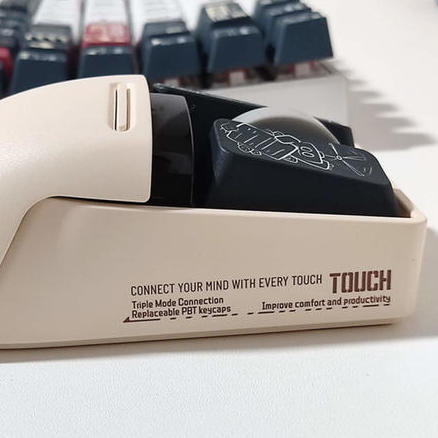 CONNECT YOUR MIND WITH EVERY TOUCH TOUCH
Triple Mode Connection Improve comfort and productivity
Replaceable PBT keycaps